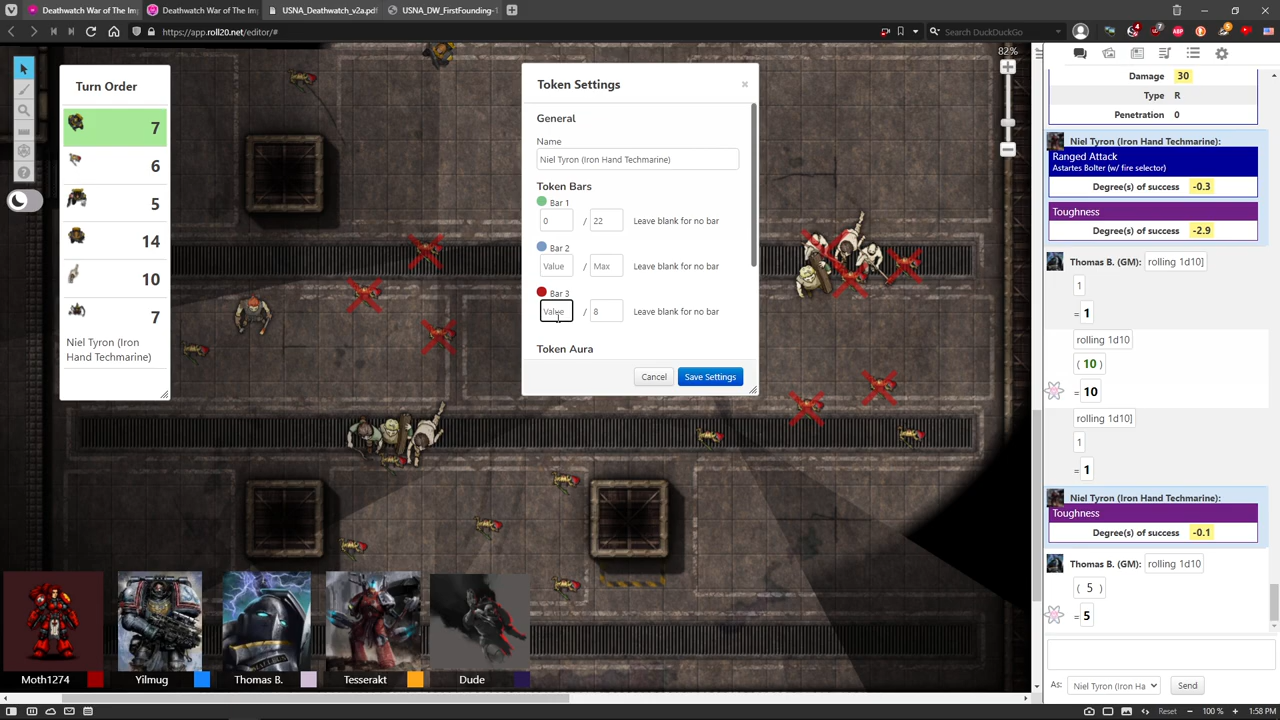 Deathwatch War of The Im
Deathwatch War of The Imp
USNA_Deathwatch_v2a.pdf
USNA_DW_FirstFounding-1
https://app.roll20.net/editor/#
Search DuckDuckGo
Turn Order
7
6
5
14
10
7
Niel Tyron (Iron
Hand Techmarine)
Token Settings
General
Name
Niel Tyron (Iron Hand Techmarine)
Token Bars
Bar 1
0 / 22 Leave blank for no bar
Bar 2
Value / Max Leave blank for no bar
Bar 3
Value / 8 Leave blank for no bar
Token Aura
Cancel Save Settings
82%
Damage 30
Type R
Penetration 0
Niel Tyron (Iron Hand Techmarine):
Ranged Attack
Astartes Bolter (w/ fire selector)
Degree(s) of success -0.3
Toughness
Degree(s) of success -2.9
Thomas B. (GM): rolling 1d10]
1
= 1
rolling 1d10
( 10 )
= 10
rolling 1d10]
1
= 1
Niel Tyron (Iron Hand Techmarine):
Toughness
Degree(s) of success -0.1
Thomas B. (GM): rolling 1d10
( 5 )
= 5
As: Niel Tyron (Iron Ha Send
Moth1274
Yilmug
Thomas B.
Tesserakt
Dude
Reset 100 % 1:58 PM